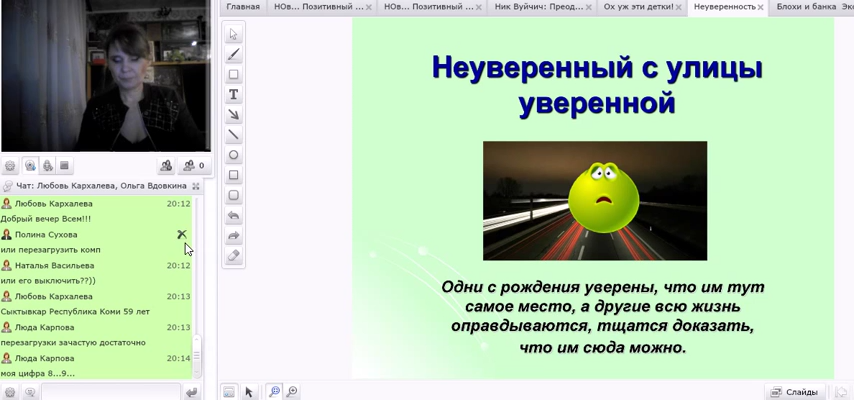 Главная
НОв... Позитивный ...
НОв... Позитивный ...
Ник Вуйчич: Преод...
Ох уж эти детки!
Неуверенность
Блохи и банка
Эко
Неуверенный с улицы
уверенной
Одни с рождения уверены, что им тут
самое место, а другие всю жизнь
оправдываются, тщатся доказать,
что им сюда можно.
T
0
Чат: Любовь Кархалева, Ольга Вдовкина
Любовь Кархалева 20:12
Добрый вечер Всем!!!
Полина Сухова
или перезагрузить комп
Наталья Васильева 20:12
или его выключить??))
Любовь Кархалева 20:13
Сыктывкар Республика Коми 59 лет
Люда Карпова 20:13
перезагрузки зачастую достаточно
Люда Карпова 20:14
моя цифра 8...9...
Слайды